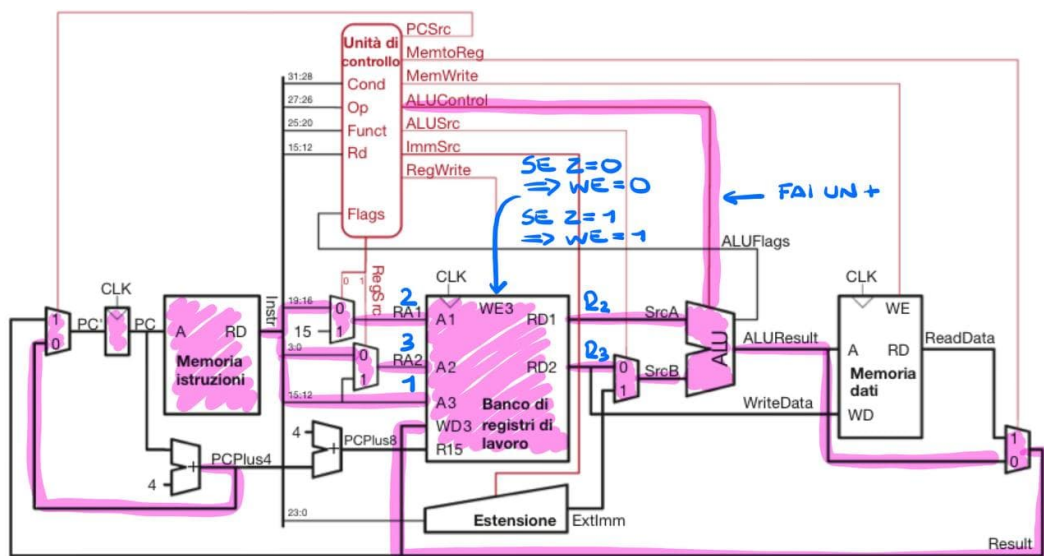 PCSrc
Unità di
controllo
MemtoReg
MemWrite
ALUControl
ALUSrc
ImmSrc
RegWrite
31:28
Cond
27:26
Op
25:20
Funct
15:12
Rd
Flags
SE Z=0
=> WE=0
SE Z=1
=> WE=1
FAI UN +
ALUFlags
0 1
RegSrc
CLK
1
0
PC'
PC
A
RD
Memoria
istruzioni
Instr
19:16
0
15
1
3:0
0
1
15:12
2
RA1
3
RA2
1
CLK
WE3
A1
RD1
A2
RD2
A3
WD3
R15
Banco di
registri di
lavoro
R2
R3
0
1
SrcA
SrcB
ALU
ALUResult
WriteData
CLK
WE
A
RD
Memoria
dati
WD
ReadData
1
0
+
4
PCPlus4
4
+
PCPlus8
23:0
Estensione
ExtImm
Result